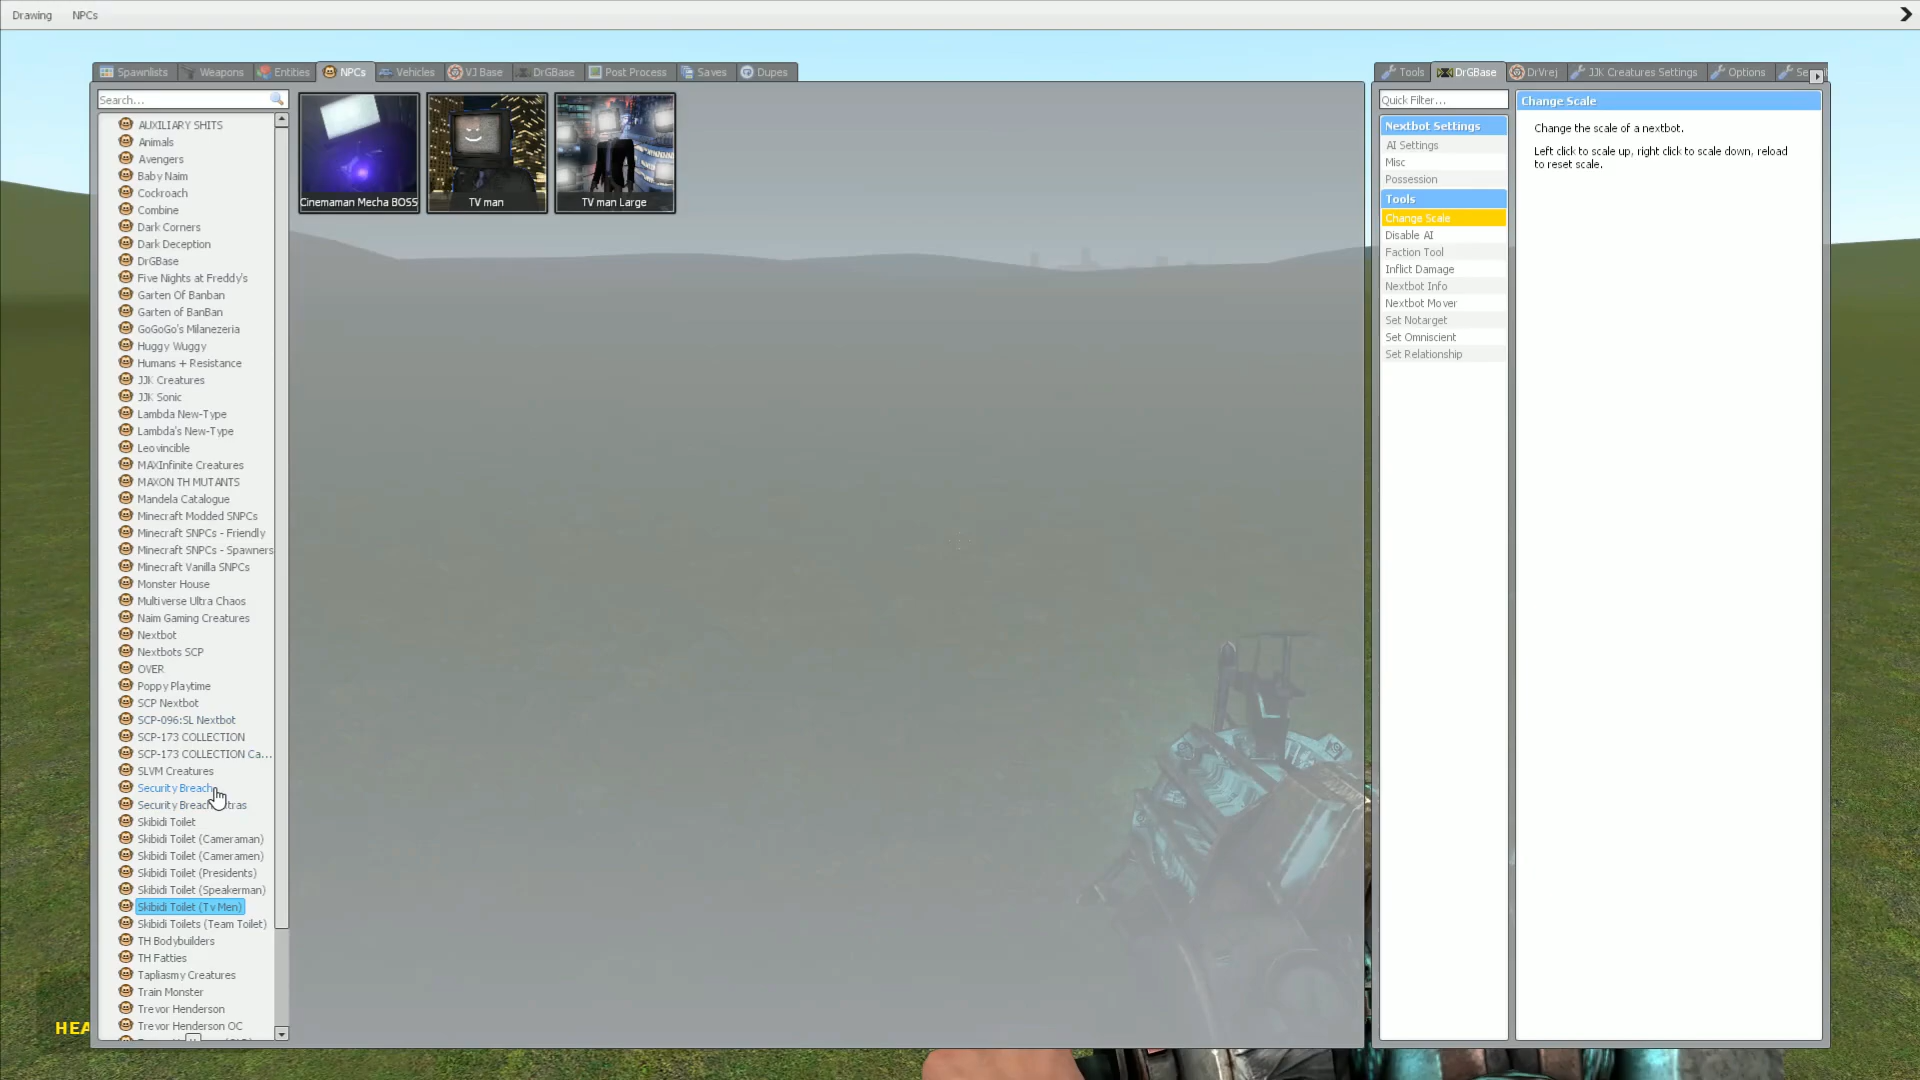 Drawing NPCs
Spawnlists Weapons Entities NPCs Vehicles VJ Base DrGBase Post Process Saves Dupes
Search...
AUXILIARY SHITS
Animals
Avengers
Baby Naim
Cockroach
Combine
Dark Corners
Dark Deception
DrGBase
Five Nights at Freddy's
Garten Of Banban
Garten of BanBan
GoGoGo's Milanezeria
Huggy Wuggy
Humans + Resistance
JJK Creatures
JJK Sonic
Lambda New-Type
Lambda's New-Type
Leovincible
MAXInfinite Creatures
MAXON TH MUTANTS
Mandela Catalogue
Minecraft Modded SNPCs
Minecraft SNPCs - Friendly
Minecraft SNPCs - Spawners
Minecraft Vanilla SNPCs
Monster House
Multiverse Ultra Chaos
Naim Gaming Creatures
Nextbot
Nextbots SCP
OVER
Poppy Playtime
SCP Nextbot
SCP-096:SL Nextbot
SCP-173 COLLECTION
SCP-173 COLLECTION Ca...
SLVM Creatures
Security Breach
Security Breach
Skibidi Toilet
Skibidi Toilet (Cameraman)
Skibidi Toilet (Cameramen)
Skibidi Toilet (Presidents)
Skibidi Toilet (Speakerman)
Skibidi Toilet (Tv Men)
Skibidi Toilets (Team Toilet)
TH Bodybuilders
TH Fatties
Tapliasmy Creatures
Train Monster
Trevor Henderson
Trevor Henderson OC
Cinemaman Mecha BOSS
TV man
TV man Large
Tools DrGBase DrVrej JJK Creatures Settings Options
Quick Filter...
Nextbot Settings
AI Settings
Misc
Possession
Tools
Change Scale
Disable AI
Faction Tool
Inflict Damage
Nextbot Info
Nextbot Mover
Set Notarget
Set Omniscient
Set Relationship
Change Scale
Change the scale of a nextbot.
Left click to scale up, right click to scale down, reload
to reset scale.
HEA